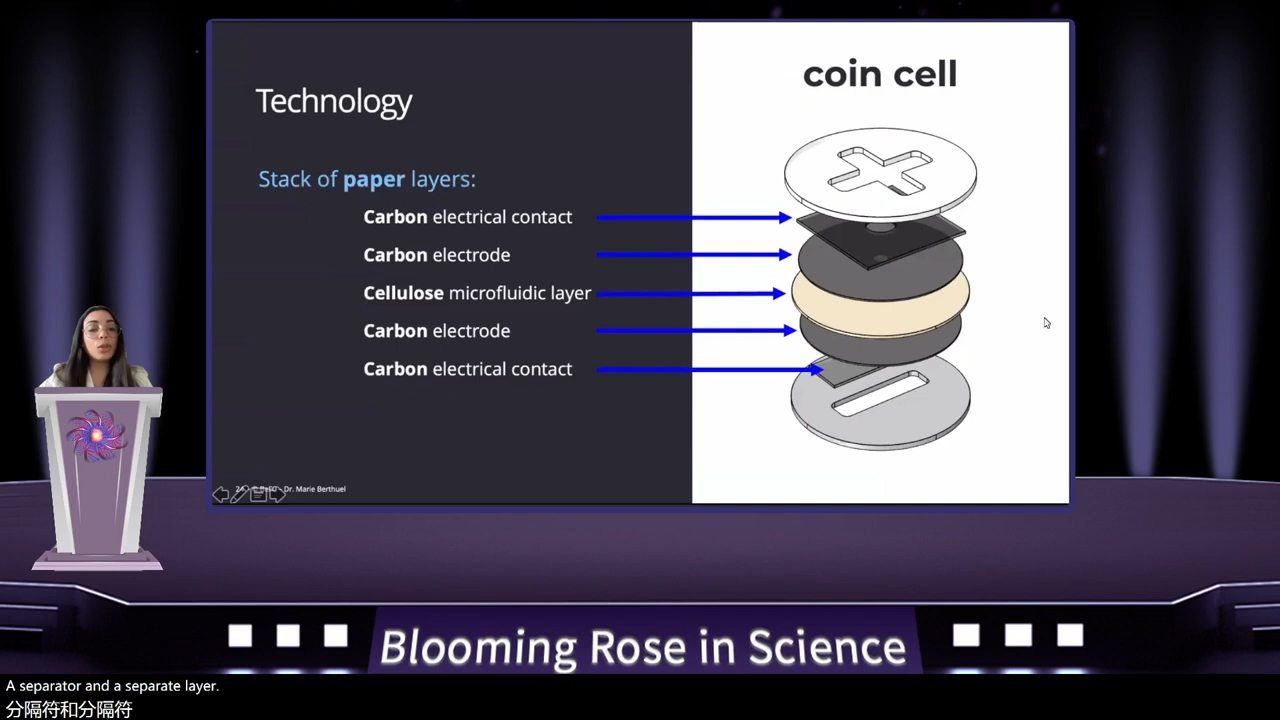 Technology
Stack of paper layers:
Carbon electrical contact
Carbon electrode
Cellulose microfluidic layer
Carbon electrode
Carbon electrical contact
Dr. Marie Berthuel
coin cell
Blooming Rose in Science
A separator and a separate layer.
分隔符和分隔符